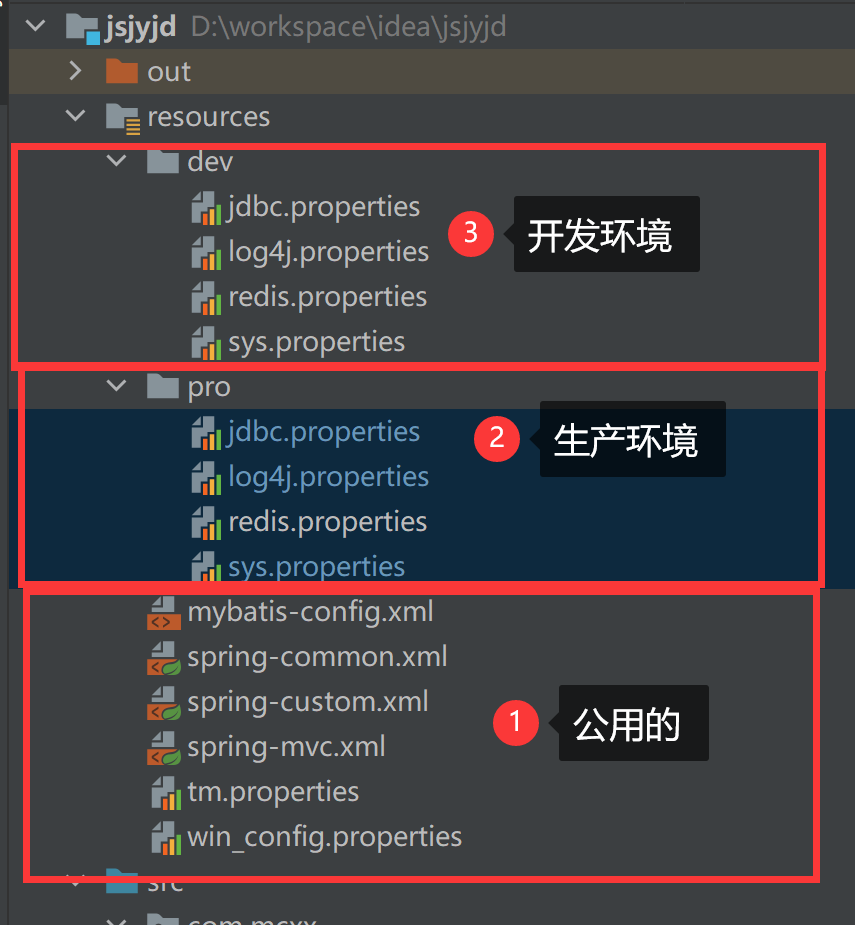 jsjyjd D:\workspace\idea\jsjyjd
out
resources
dev
jdbc.properties
log4j.properties
redis.properties
sys.properties
3 开发环境
pro
jdbc.properties
log4j.properties
redis.properties
sys.properties
2 生产环境
mybatis-config.xml
spring-common.xml
spring-custom.xml
spring-mvc.xml
tm.properties
win_config.properties
1 公用的
src